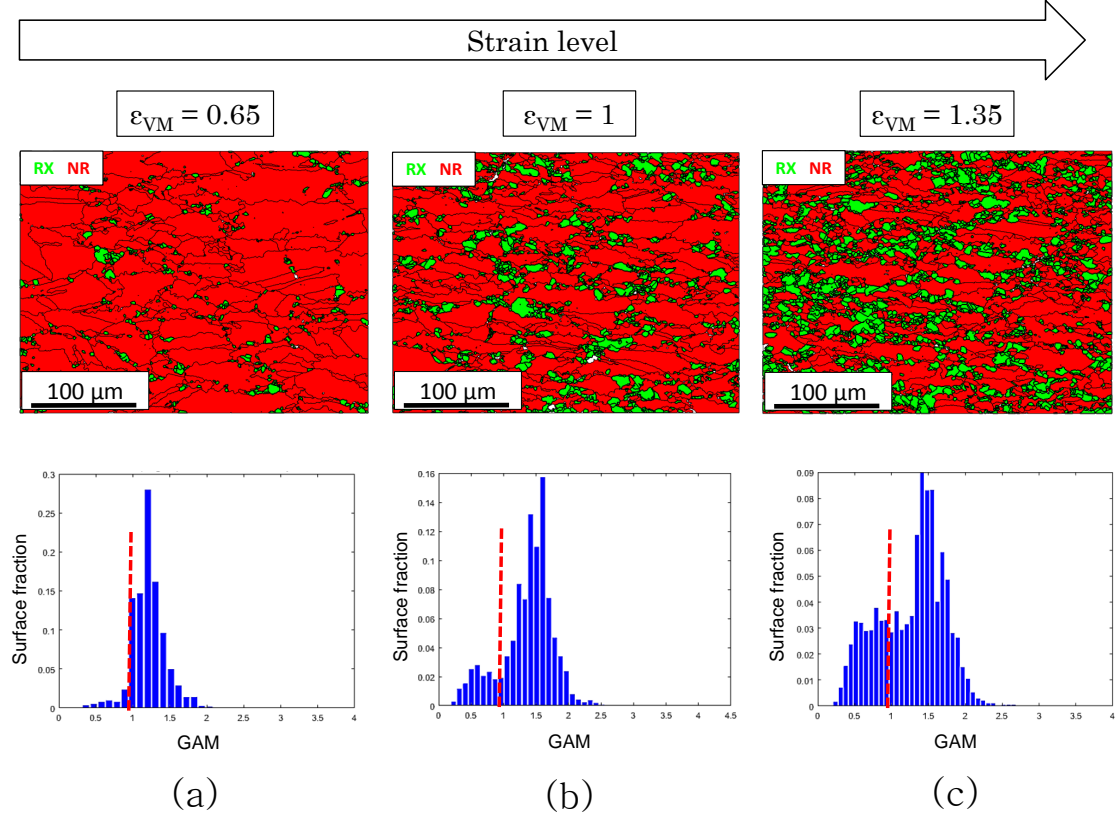 Strain level
εVM = 0.65
εVM = 1
εVM = 1.35
RX NR
RX NR
RX NR
100 µm
100 µm
100 µm
Surface fraction
0.3
0.25
0.2
0.15
0.1
0.05
0
0 0.5 1 1.5 2 2.5 3 3.5 4
GAM
Surface fraction
0.16
0.14
0.12
0.1
0.08
0.06
0.04
0.02
0
0 0.5 1 1.5 2 2.5 3 3.5 4 4.5
GAM
Surface fraction
0.09
0.08
0.07
0.06
0.05
0.04
0.03
0.02
0.01
0
0 0.5 1 1.5 2 2.5 3 3.5 4
GAM
(a)
(b)
(c)